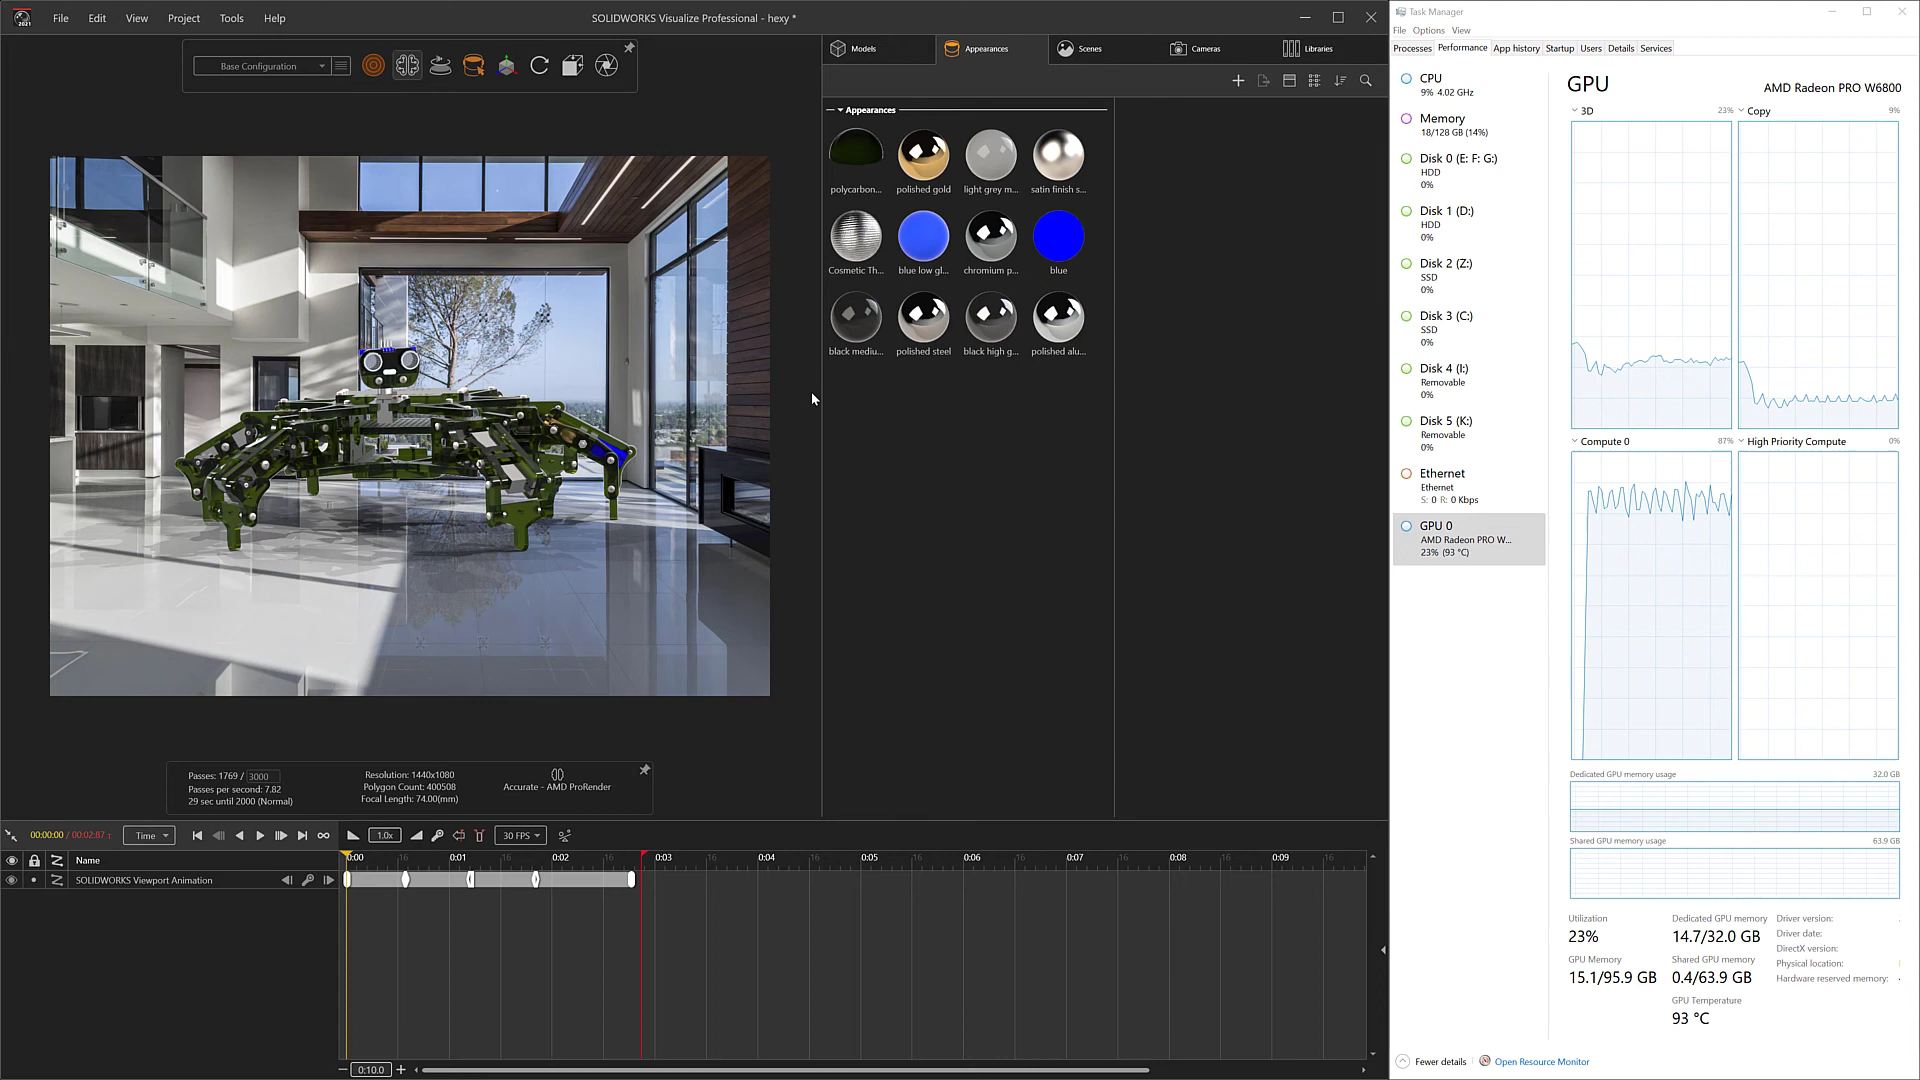 File Edit View Project Tools Help
SOLIDWORKS Visualize Professional - hexy *
2021
Base Configuration
Models Appearances Scenes Cameras Libraries
Appearances
polycarbon... polished gold light grey m... satin finish s...
Cosmetic Th... blue low gl... chromium p... blue
black mediu... polished steel black high g... polished alu...
Passes: 1769 / 3000
Passes per second: 7.82
29 sec until 2000 (Normal)
Resolution: 1440x1080
Polygon Count: 400508
Focal Length: 74.00(mm)
Accurate - AMD ProRender
00:00:00 / 00:02:87
Time
1.0x
30 FPS
Name
0:00 16 0:01 16 0:02 16 0:03 16 0:04 16 0:05 16 0:06 16 0:07 16 0:08 16 0:09 16
SOLIDWORKS Viewport Animation
0:10.0
Task Manager
File Options View
Processes Performance App history Startup Users Details Services
CPU
9% 4.02 GHz
Memory
18/128 GB (14%)
Disk 0 (E: F: G:)
HDD
0%
Disk 1 (D:)
HDD
0%
Disk 2 (Z:)
SSD
0%
Disk 3 (C:)
SSD
0%
Disk 4 (I:)
Removable
0%
Disk 5 (K:)
Removable
0%
Ethernet
Ethernet
S: 0 R: 0 Kbps
GPU 0
AMD Radeon PRO W...
23% (93 °C)
GPU
AMD Radeon PRO W6800
3D 23%
Copy 9%
Compute 0 87%
High Priority Compute 0%
Dedicated GPU memory usage 32.0 GB
Shared GPU memory usage 63.9 GB
Utilization
23%
Dedicated GPU memory
14.7/32.0 GB
Driver version:
Driver date:
DirectX version:
Physical location:
Hardware reserved memory:
GPU Memory
15.1/95.9 GB
Shared GPU memory
0.4/63.9 GB
GPU Temperature
93 °C
Fewer details
Open Resource Monitor